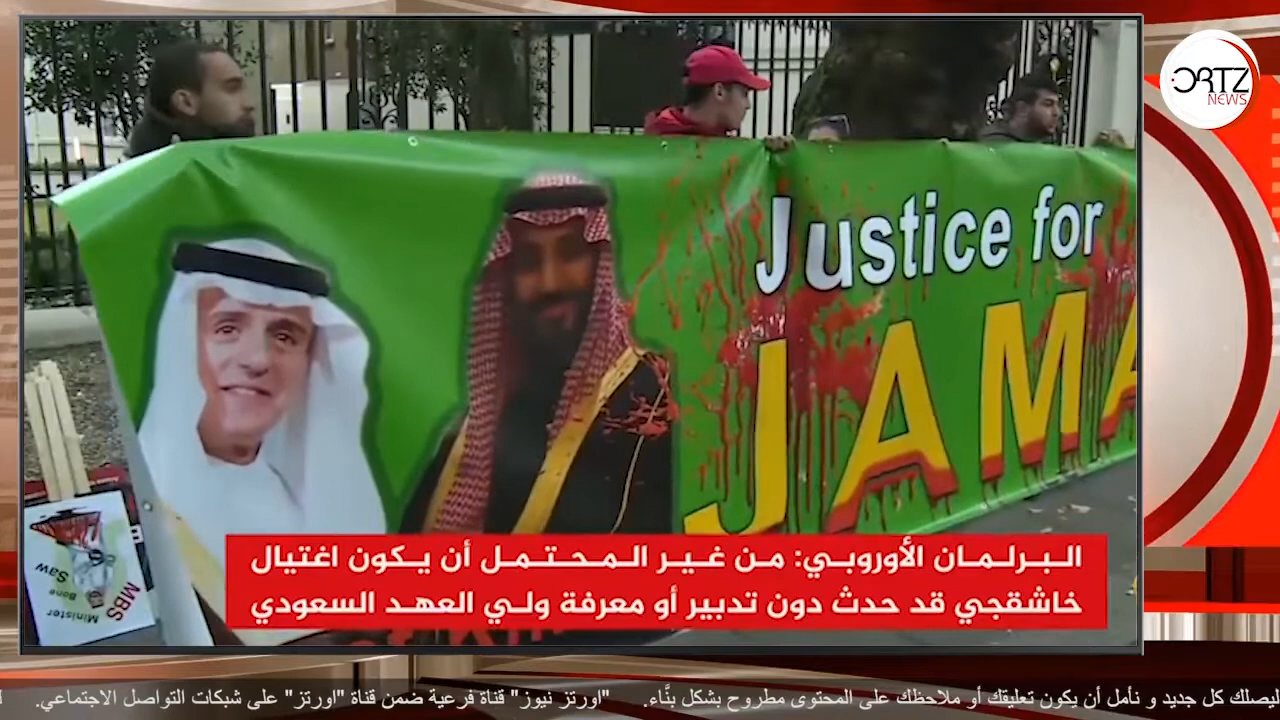 ORTZ
NEWS
Justice for
JAMA
البرلمان الأوروبي: من غير المحتمل أن يكون اغتيال
خاشقجي قد حدث دون تدبير أو معرفة ولي العهد السعودي
MBS
Minister
Bone
Saw
ليصلك كل جديد و نأمل أن يكون تعليقك أو ملاحظك على المحتوى مطروح بشكل بنَّاء. "اورتز نيوز" قناة فرعية ضمن قناة "اورتز" على شبكات التواصل الاجتماعي.